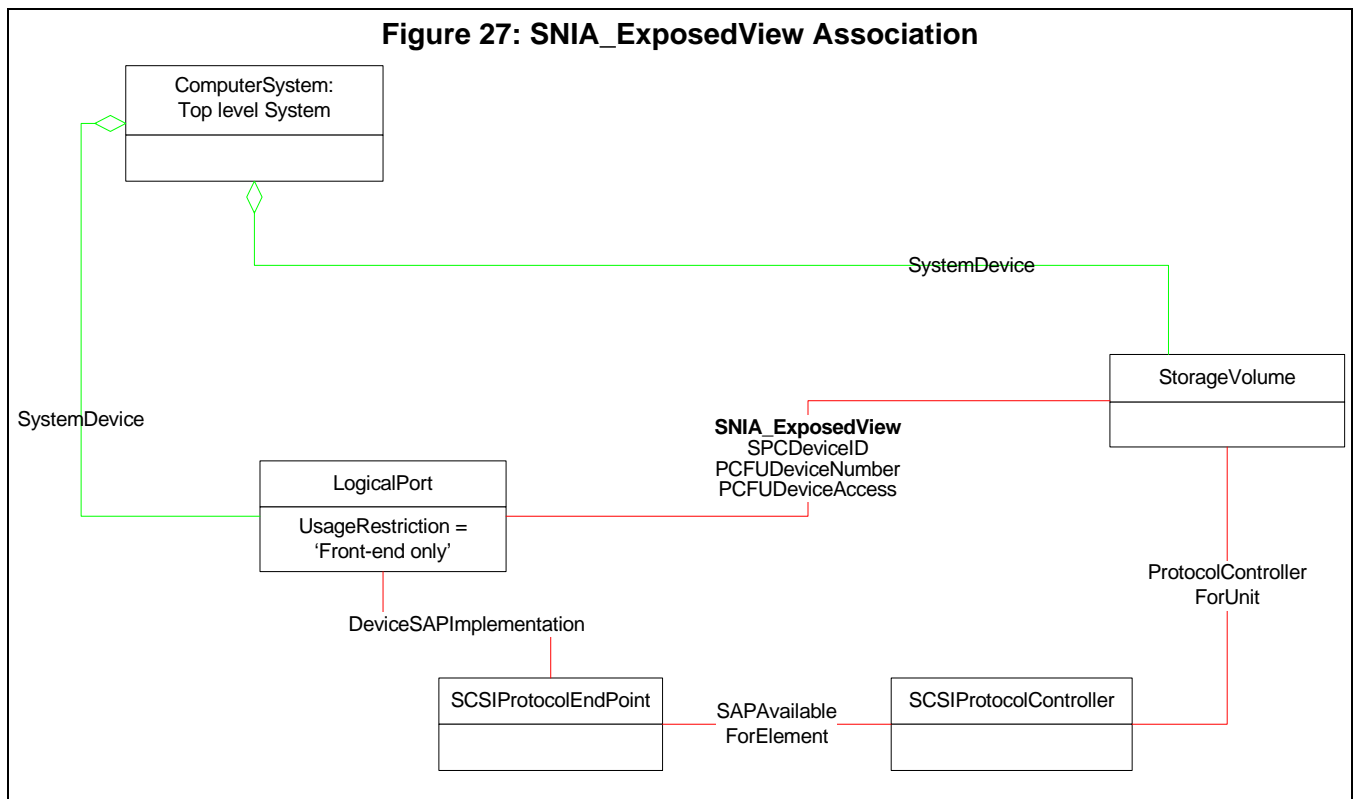 Figure 27: SNIA_ExposedView Association
ComputerSystem:
Top level System
SystemDevice
StorageVolume
SystemDevice
SNIA_ExposedView
SPCDeviceID
PCFUDeviceNumber
PCFUDeviceAccess
LogicalPort
UsageRestriction =
‘Front-end only’
ProtocolController
ForUnit
DeviceSAPImplementation
SCSIProtocolEndPoint
SAPAvailable
ForElement
SCSIProtocolController